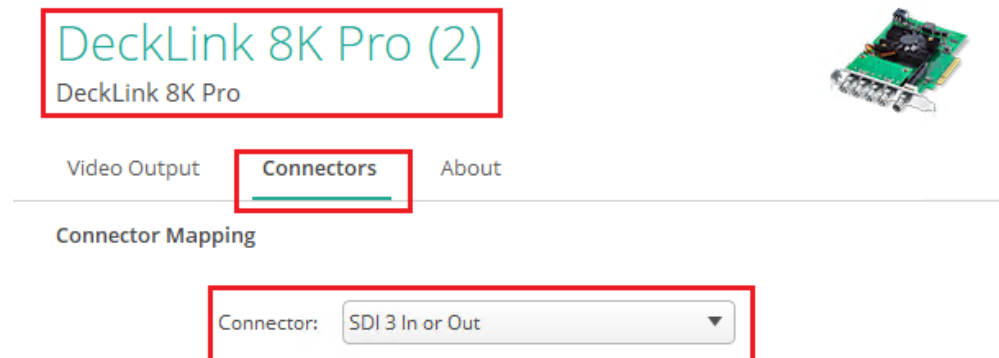 DeckLink 8K Pro (2)
DeckLink 8K Pro
Video Output Connectors About
Connector Mapping
Connector: SDI 3 In or Out